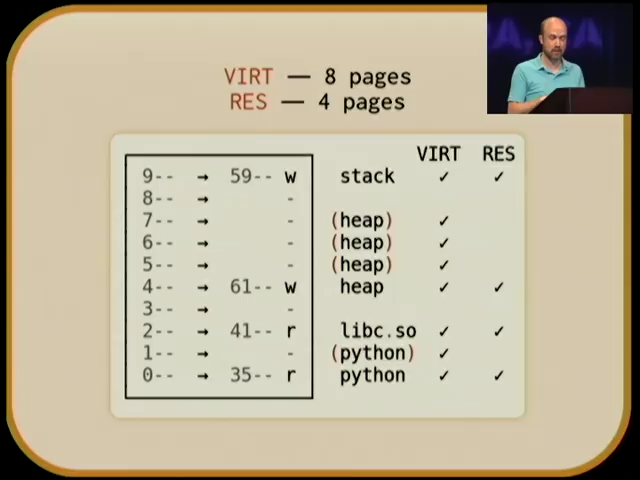 VIRT — 8 pages
RES — 4 pages
VIRT RES
9-- → 59-- w stack ✓ ✓
8-- → -
7-- → - (heap) ✓
6-- → - (heap) ✓
5-- → - (heap) ✓
4-- → 61-- w heap ✓ ✓
3-- → -
2-- → 41-- r libc.so ✓ ✓
1-- → - (python) ✓
0-- → 35-- r python ✓ ✓